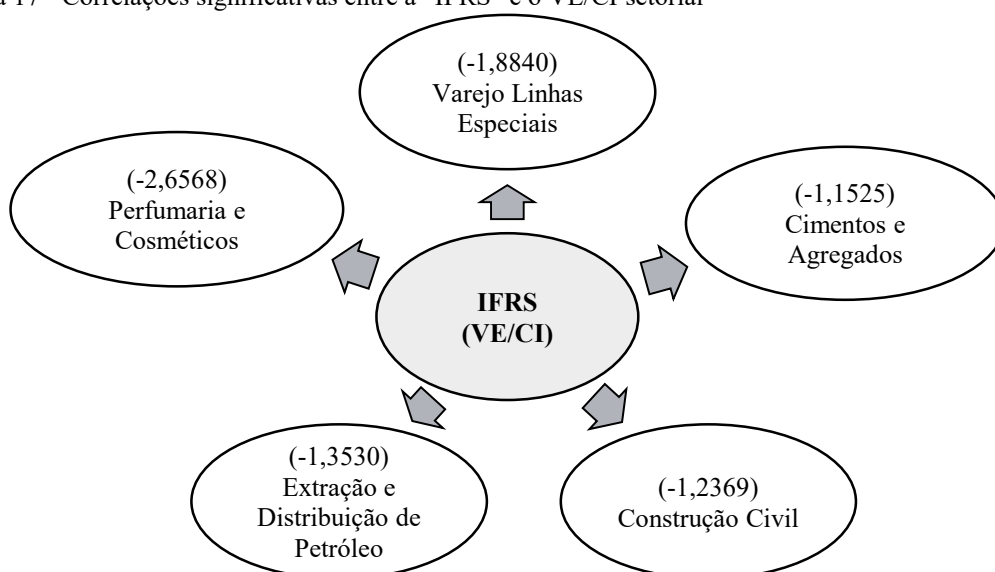 17 - Correlações significativas entre a "IFRS" e o VE/CI setorial
(-1,8840)
Varejo Linhas
Especiais
(-2,6568)
Perfumaria e
Cosméticos
(-1,1525)
Cimentos e
Agregados
IFRS
(VE/CI)
(-1,3530)
Extração e
Distribuição de
Petróleo
(-1,2369)
Construção Civil